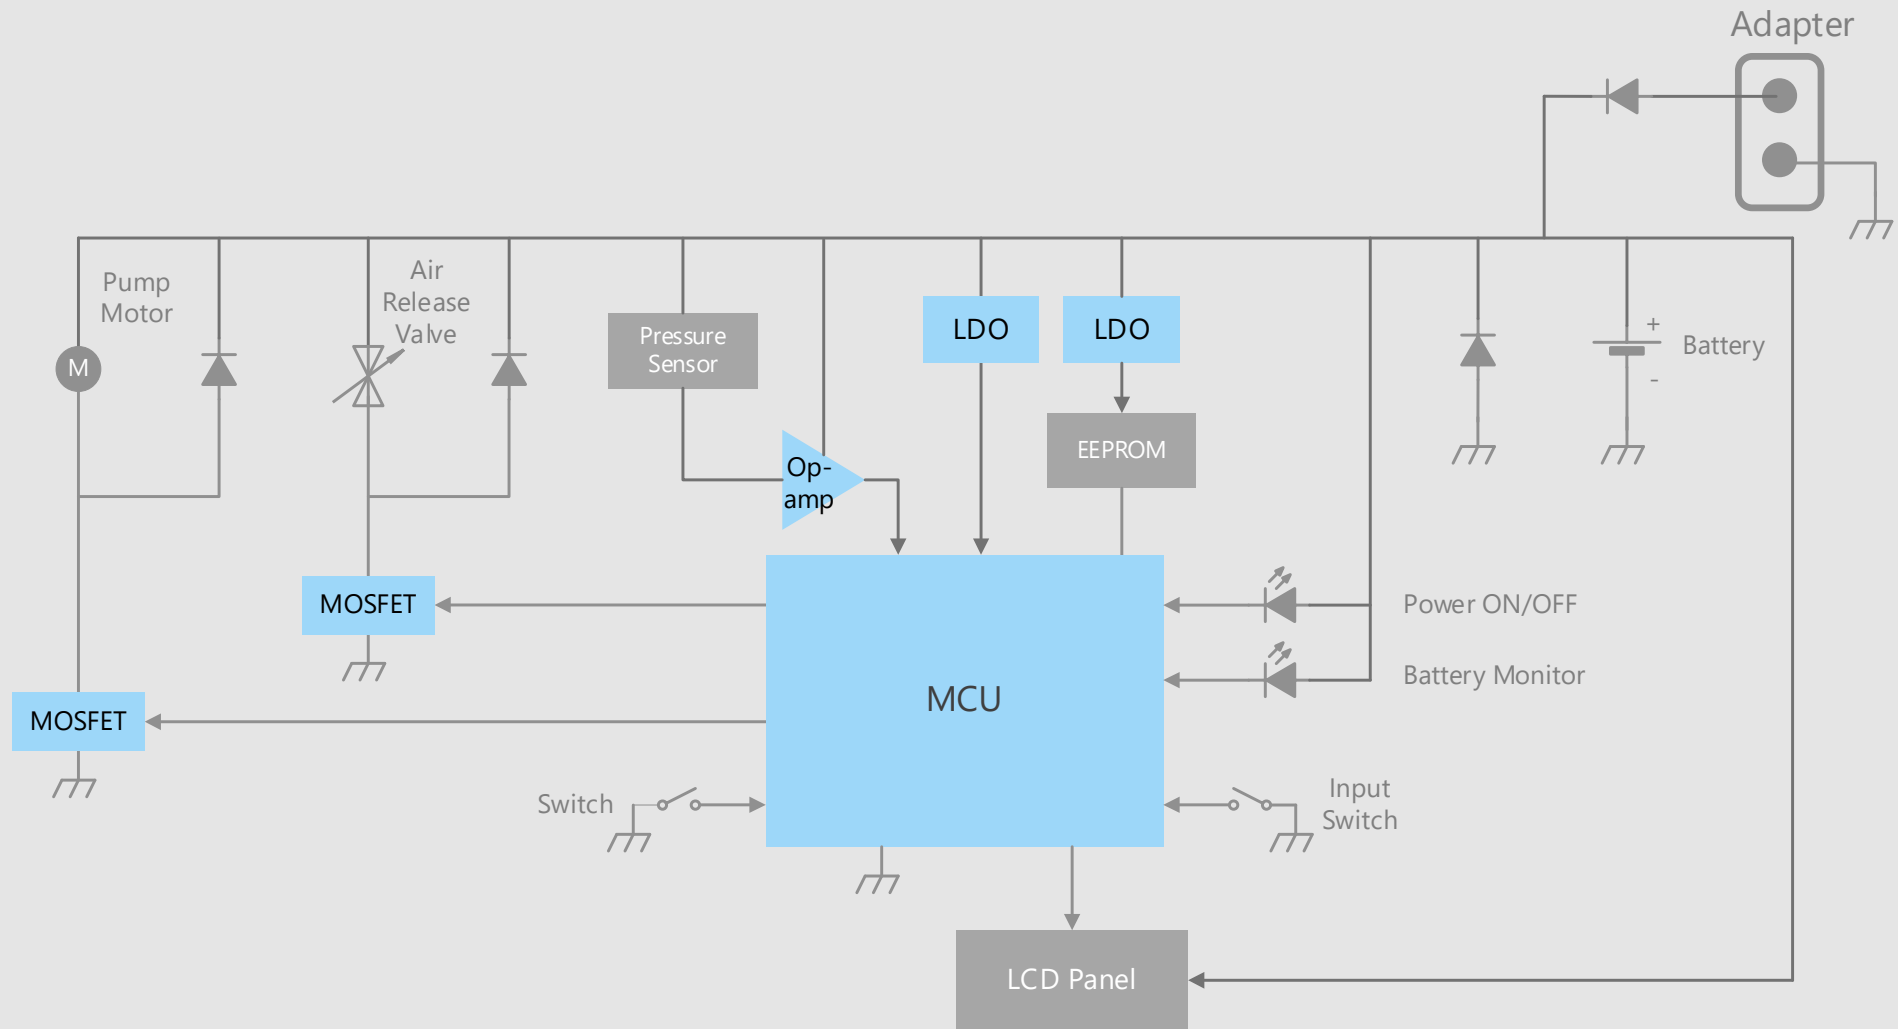 Adapter
Pump
Motor
Air
Release
Valve
M
Pressure
Sensor
LDO
LDO
+
Battery
-
EEPROM
Op-
amp
MOSFET
Power ON/OFF
Battery Monitor
MCU
MOSFET
Switch
Input
Switch
LCD Panel